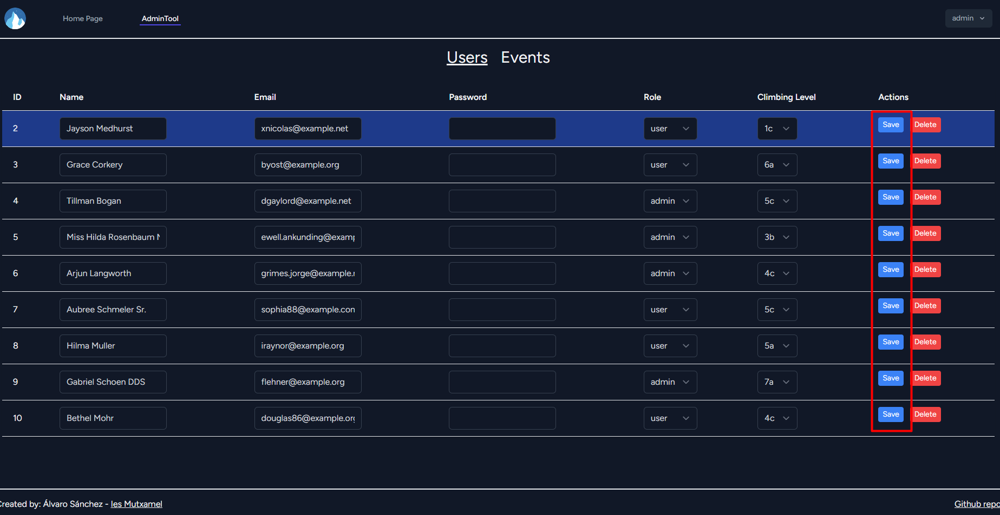 Home Page AdminTool admin
Users Events
ID Name Email Password Role Climbing Level Actions
2 Jayson Medhurst xnicolas@example.net user 1c Save Delete
3 Grace Corkery byost@example.org user 6a Save Delete
4 Tillman Bogan dgaylord@example.net admin 5c Save Delete
5 Miss Hilda Rosenbaum ewell.ankunding@examp admin 3b Save Delete
6 Arjun Langworth grimes.jorge@example. admin 4c Save Delete
7 Aubree Schmeler Sr. sophia88@example.con user 5c Save Delete
8 Hilma Muller iraynor@example.org user 5a Save Delete
9 Gabriel Schoen DDS flehner@example.org admin 7a Save Delete
10 Bethel Mohr douglas86@example.org user 4c Save Delete
Created by: Álvaro Sánchez - Ies Mutxamel Github repo